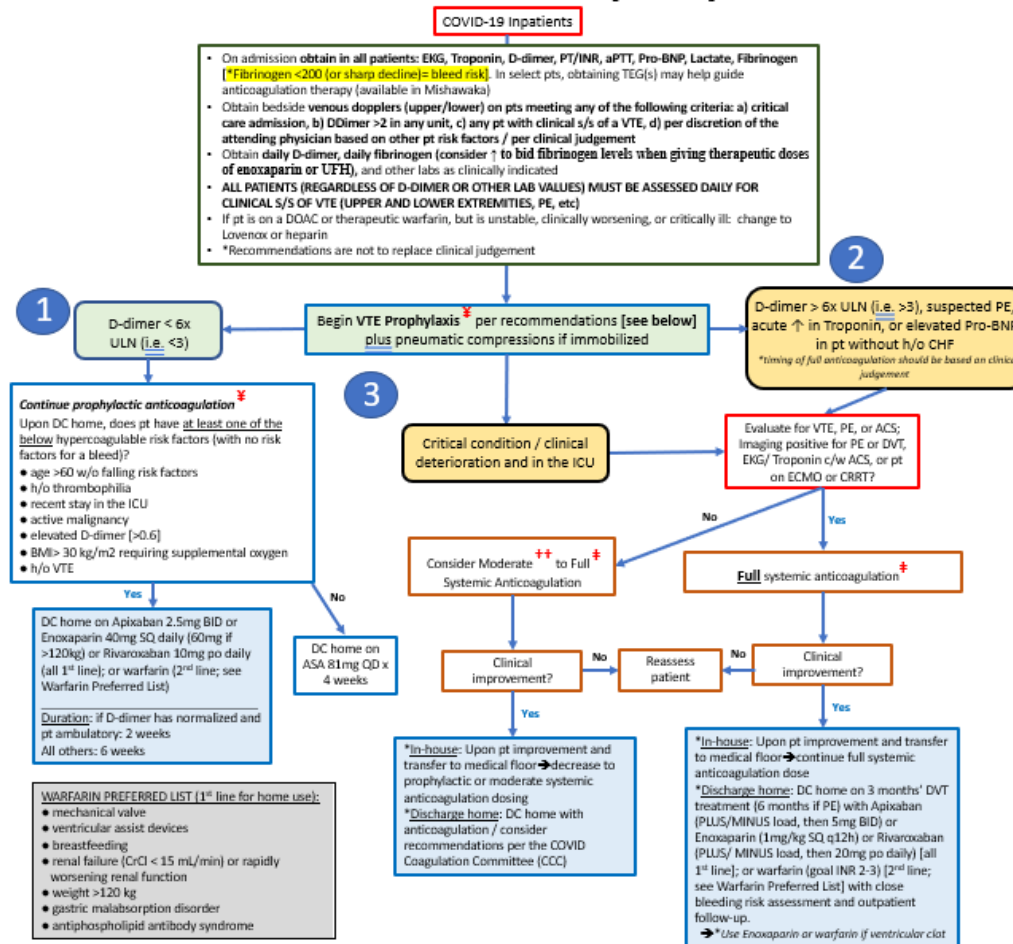 COVID-19 Inpatients
• On admission obtain in all patients: EKG, Troponin, D-dimer, PT/INR, aPTT, Pro-BNP, Lactate, Fibrinogen
[*Fibrinogen <200 (or sharp decline)= bleed risk]. In select pts, obtaining TEG(s) may help guide
anticoagulation therapy (available in Mishawaka)
• Obtain bedside venous dopplers (upper/lower) on pts meeting any of the following criteria: a) critical
care admission, b) DDimer >2 in any unit, c) any pt with clinical s/s of a VTE, d) per discretion of the
attending physician based on other pt risk factors / per clinical judgement
• Obtain daily D-dimer, daily fibrinogen (consider ↑ to bid fibrinogen levels when giving therapeutic doses
of enoxaparin or UFH), and other labs as clinically indicated
• ALL PATIENTS (REGARDLESS OF D-DIMER OR OTHER LAB VALUES) MUST BE ASSESSED DAILY FOR
CLINICAL S/S OF VTE (UPPER AND LOWER EXTREMITIES, PE, etc)
• If pt is on a DOAC or therapeutic warfarin, but is unstable, clinically worsening, or critically ill: change to
Lovenox or heparin
• *Recommendations are not to replace clinical judgement
1
D-dimer < 6x
ULN (i.e. <3)
Begin VTE Prophylaxis ¥ per recommendations [see below]
plus pneumatic compressions if immobilized
2
D-dimer > 6x ULN (i.e. >3), suspected PE,
acute ↑ in Troponin, or elevated Pro-BNP
in pt without h/o CHF
*timing of full anticoagulation should be based on clinical
judgement
3
Critical condition / clinical
deterioration and in the ICU
Evaluate for VTE, PE, or ACS;
Imaging positive for PE or DVT,
EKG/ Troponin c/w ACS, or pt
on ECMO or CRRT?
Continue prophylactic anticoagulation ¥
Upon DC home, does pt have at least one of the
below hypercoagulable risk factors (with no risk
factors for a bleed)?
● age >60 w/o falling risk factors
● h/o thrombophilia
● recent stay in the ICU
● active malignancy
● elevated D-dimer [>0.6]
● BMI> 30 kg/m2 requiring supplemental oxygen
● h/o VTE
Yes
No
DC home on Apixaban 2.5mg BID or
Enoxaparin 40mg SQ daily (60mg if
>120kg) or Rivaroxaban 10mg po daily
(all 1st line); or warfarin (2nd line; see
Warfarin Preferred List)
Duration: if D-dimer has normalized and
pt ambulatory: 2 weeks
All others: 6 weeks
DC home on
ASA 81mg QD x
4 weeks
No
Yes
Consider Moderate †† to Full ‡
Systemic Anticoagulation
Full systemic anticoagulation ‡
Clinical
improvement?
No
Reassess
patient
No
Clinical
improvement?
Yes
Yes
*In-house: Upon pt improvement and
transfer to medical floor➔decrease to
prophylactic or moderate systemic
anticoagulation dosing
*Discharge home: DC home with
anticoagulation / consider
recommendations per the COVID
Coagulation Committee (CCC)
*In-house: Upon pt improvement and transfer
to medical floor➔continue full systemic
anticoagulation dose
*Discharge home: DC home on 3 months' DVT
treatment (6 months if PE) with Apixaban
(PLUS/MINUS load, then 5mg BID) or
Enoxaparin (1mg/kg SQ q12h) or Rivaroxaban
(PLUS/ MINUS load, then 20mg po daily) [all
1st line]; or warfarin (goal INR 2-3) [2nd line;
see Warfarin Preferred List] with close
bleeding risk assessment and outpatient
follow-up.
➔*Use Enoxaparin or warfarin if ventricular clot
WARFARIN PREFERRED LIST (1st line for home use):
● mechanical valve
● ventricular assist devices
● breastfeeding
● renal failure (CrCl < 15 mL/min) or rapidly
worsening renal function
● weight >120 kg
● gastric malabsorption disorder
● antiphospholipid antibody syndrome